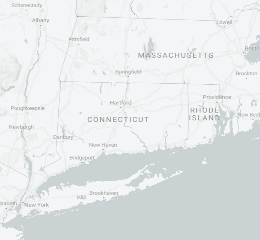 Schenectady
Lowell
Albany
Pittsfield
MASSACHUSETTS
Springfield
Brockton
Hartford
Providence
Poughkeepsie
RHODE
ISLAND
CONNECTICUT
Newburgh
Danbury
New Haven
Bridgeport
Brookhaven
New York